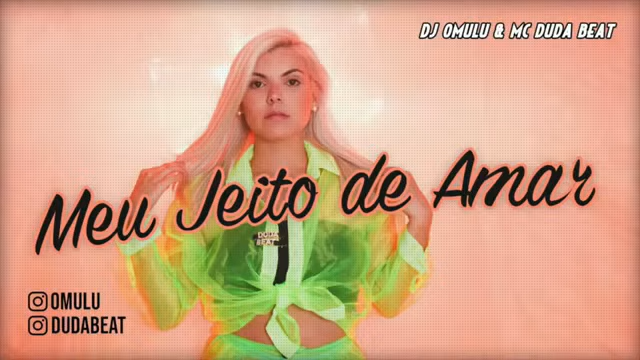 DJ OMULU & MC DUDA BEAT
Meu Jeito de Amar
DUDA
BEAT
OMULU
DUDABEAT